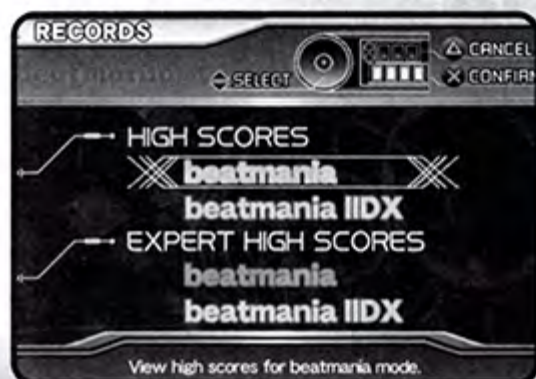 RECORDS
CANCEL
SELECT
CONFIRM
HIGH SCORES
beatmania
beatmania IIDX
EXPERT HIGH SCORES
beatmania
beatmania IIDX
View high scores for beatmania mode.